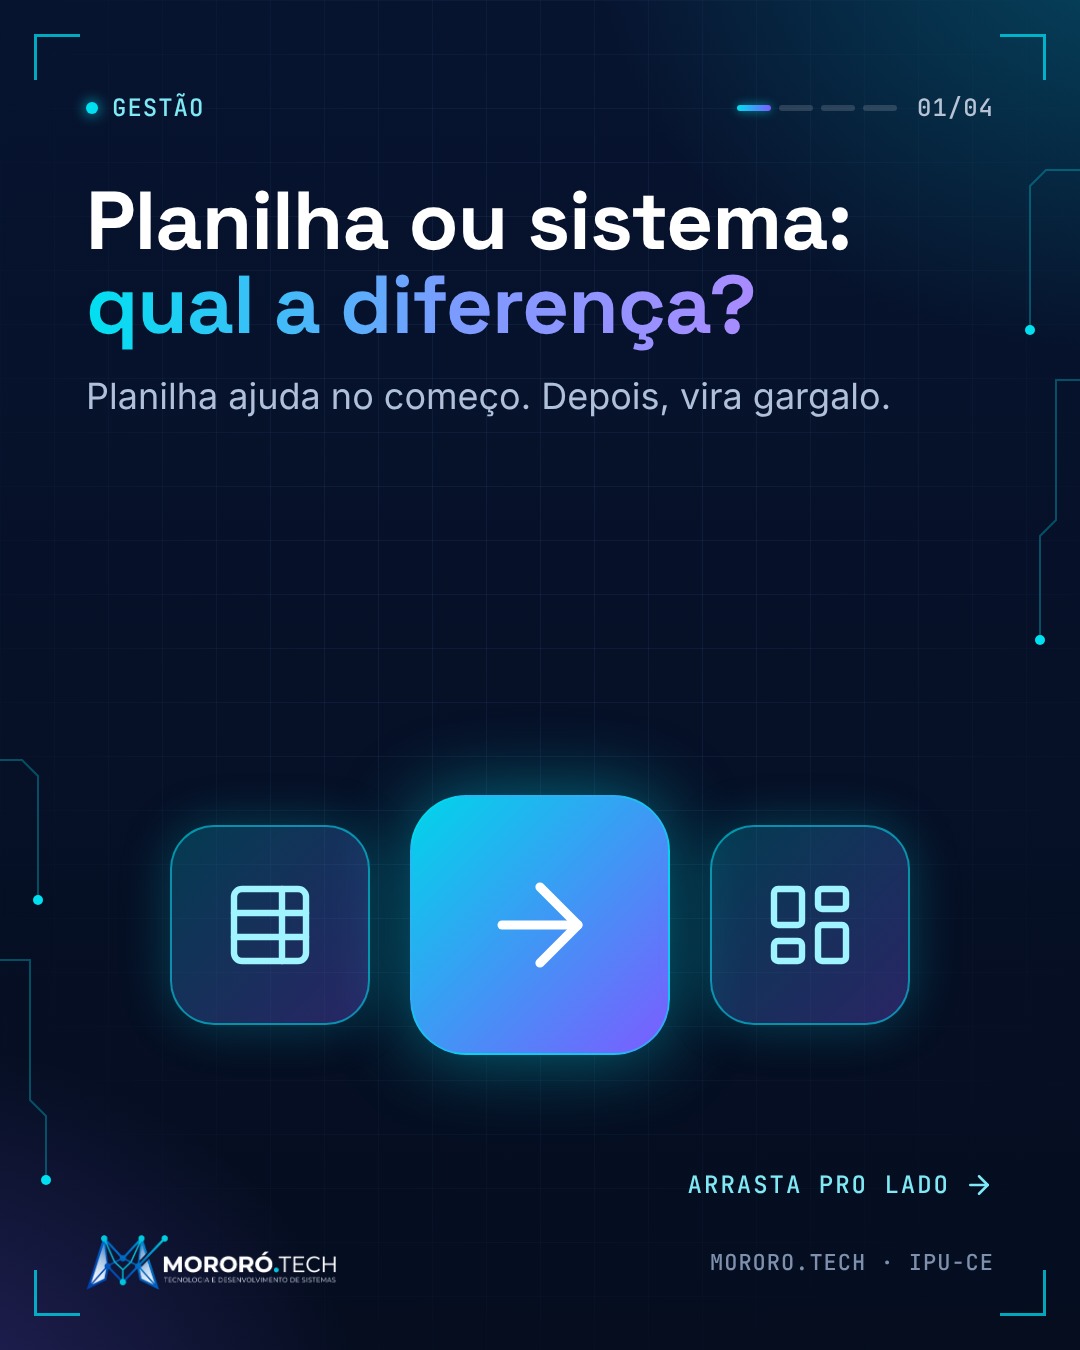 GESTÃO
01/04
Planilha ou sistema:
qual a diferença?
Planilha ajuda no começo. Depois, vira gargalo.
ARRASTA PRO LADO →
MORORÓ.TECH
TECNOLOGIA E DESENVOLVIMENTO DE SISTEMAS
MORORO.TECH · IPU-CE